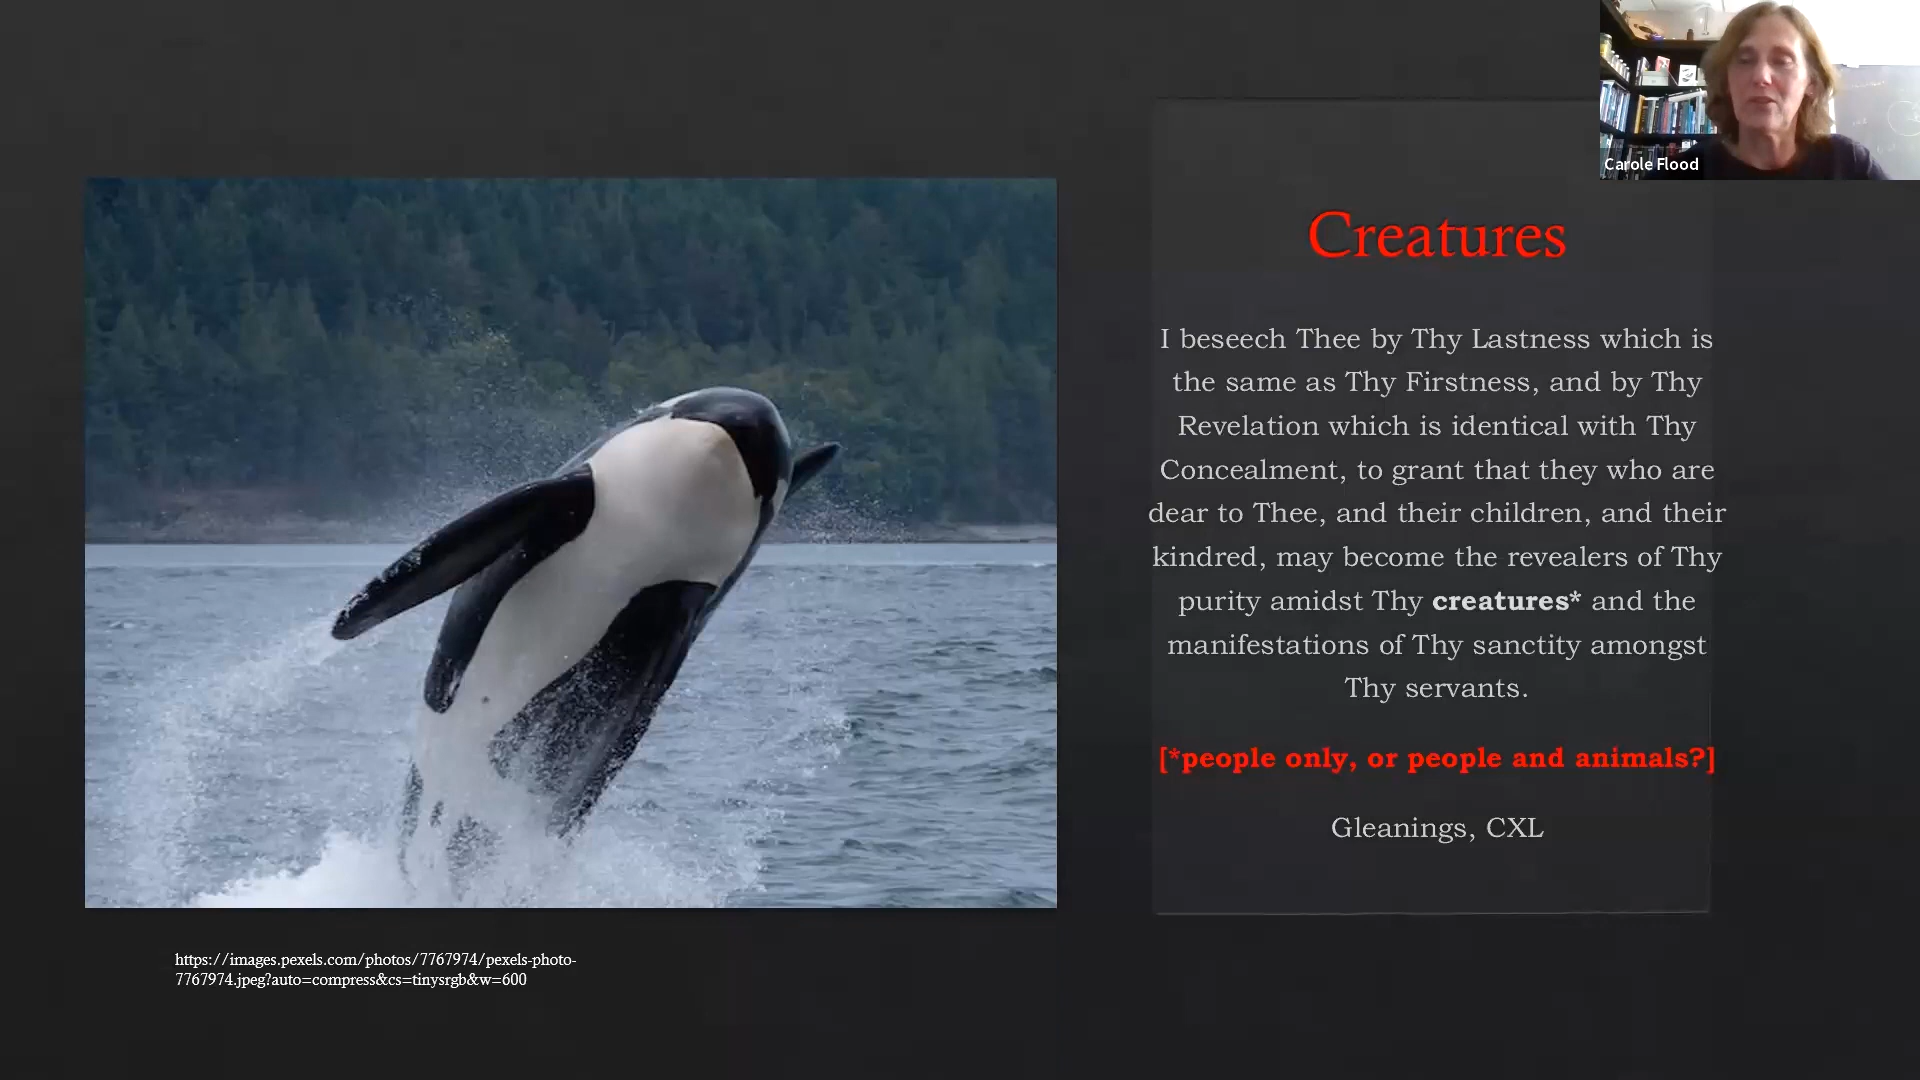 Carole Flood
Creatures
I beseech Thee by Thy Lastness which is
the same as Thy Firstness, and by Thy
Revelation which is identical with Thy
Concealment, to grant that they who are
dear to Thee, and their children, and their
kindred, may become the revealers of Thy
purity amidst Thy creatures* and the
manifestations of Thy sanctity amongst
Thy servants.
[*people only, or people and animals?]
Gleanings, CXL
https://images.pexels.com/photos/7767974/pexels-photo-
7767974.jpeg?auto=compress&cs=tinysrgb&w=600